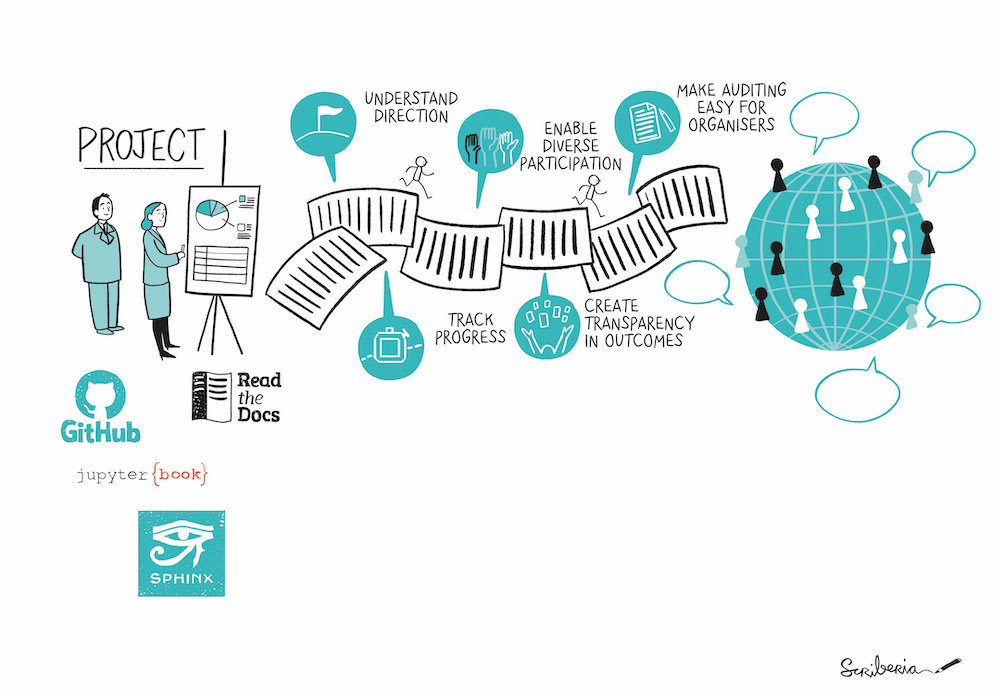 PROJECT
UNDERSTAND
DIRECTION
ENABLE
DIVERSE
PARTICIPATION
MAKE AUDITING
EASY FOR
ORGANISERS
TRACK
PROGRESS
CREATE
TRANSPARENCY
IN OUTCOMES
GitHub
Read
the
Docs
jupyter{book}
SPHINX
Scriberia